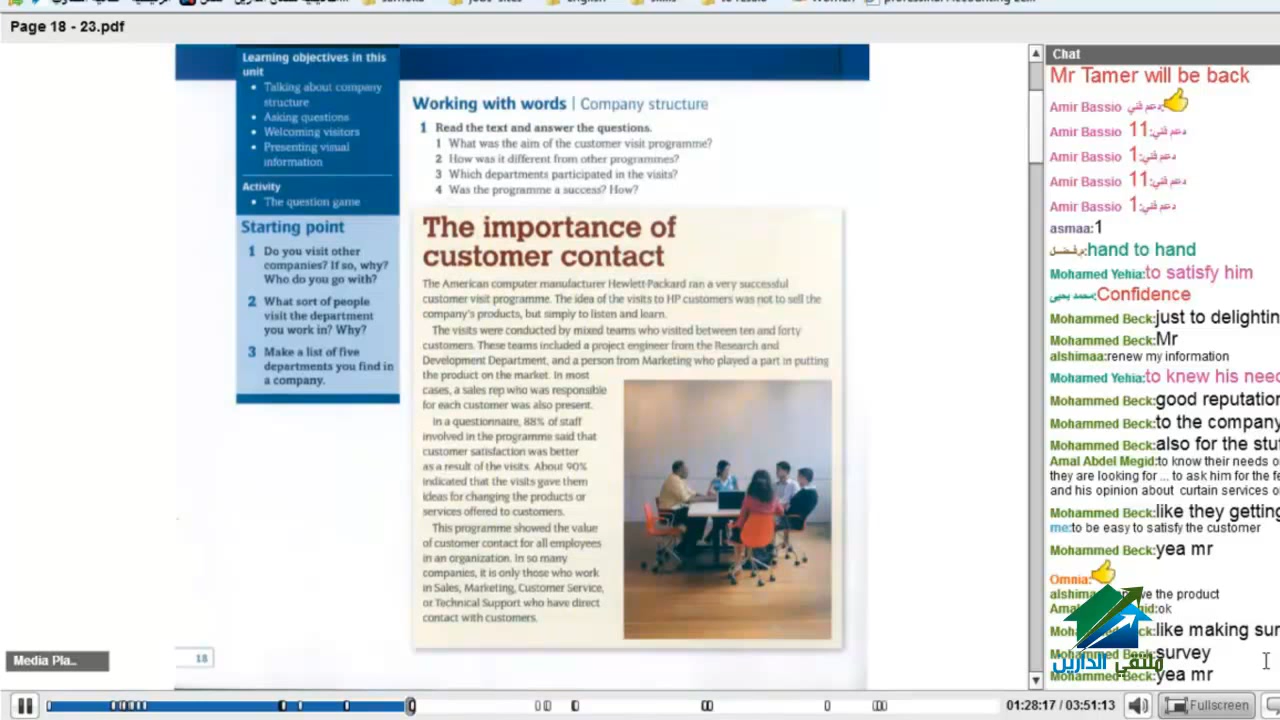 Page 18 - 23.pdf
Learning objectives in this
unit
• Talking about company
structure
• Asking questions
• Welcoming visitors
• Presenting visual
information
Activity
• The question game
Starting point
1 Do you visit other
companies? If so, why?
Who do you go with?
2 What sort of people
visit the department
you work in? Why?
3 Make a list of five
departments you find in
a company.
Working with words | Company structure
1 Read the text and answer the questions.
1 What was the aim of the customer visit programme?
2 How was it different from other programmes?
3 Which departments participated in the visits?
4 Was the programme a success? How?
The importance of
customer contact
The American computer manufacturer Hewlett-Packard ran a very successful
customer visit programme. The idea of the visits to HP customers was not to sell the
company's products, but simply to listen and learn.
The visits were conducted by mixed teams who visited between ten and forty
customers. These teams included a project engineer from the Research and
Development Department, and a person from Marketing who played a part in putting
the product on the market. In most
cases, a sales rep who was responsible
for each customer was also present.
In a questionnaire, 88% of staff
involved in the programme said that
customer satisfaction was better
as a result of the visits. About 90%
indicated that the visits gave them
ideas for changing the products or
services offered to customers.
This programme showed the value
of customer contact for all employees
in an organization. In so many
companies, it is only those who work
in Sales, Marketing, Customer Service,
or Technical Support who have direct
contact with customers.
18
Media Pla...
Chat
Mr Tamer will be back
Amir Bassio دعم فني:
Amir Bassio دعم فني:11
Amir Bassio دعم فني:1
Amir Bassio دعم فني:11
Amir Bassio دعم فني:1
asmaa:1
hand to hand
Mohamed Yehia:to satisfy him
محمد يحيى:Confidence
Mohammed Beck:just to delightin
Mohammed Beck:Mr
alshimaa:renew my information
Mohamed Yehia:to knew his need
Mohammed Beck:good reputation
Mohammed Beck:to the company
Mohammed Beck:also for the stu
Amal Abdel Megid:to know their needs o
they are looking for ... to ask him for the fe
and his opinion about curtain services o
Mohammed Beck:like they getting
me:to be easy to satisfy the customer
Mohammed Beck:yea mr
Omnia:
the product
:ok
like making sur
survey
yea mr
ملتقي الدارين
01:28:17 / 03:51:13
Fullscreen